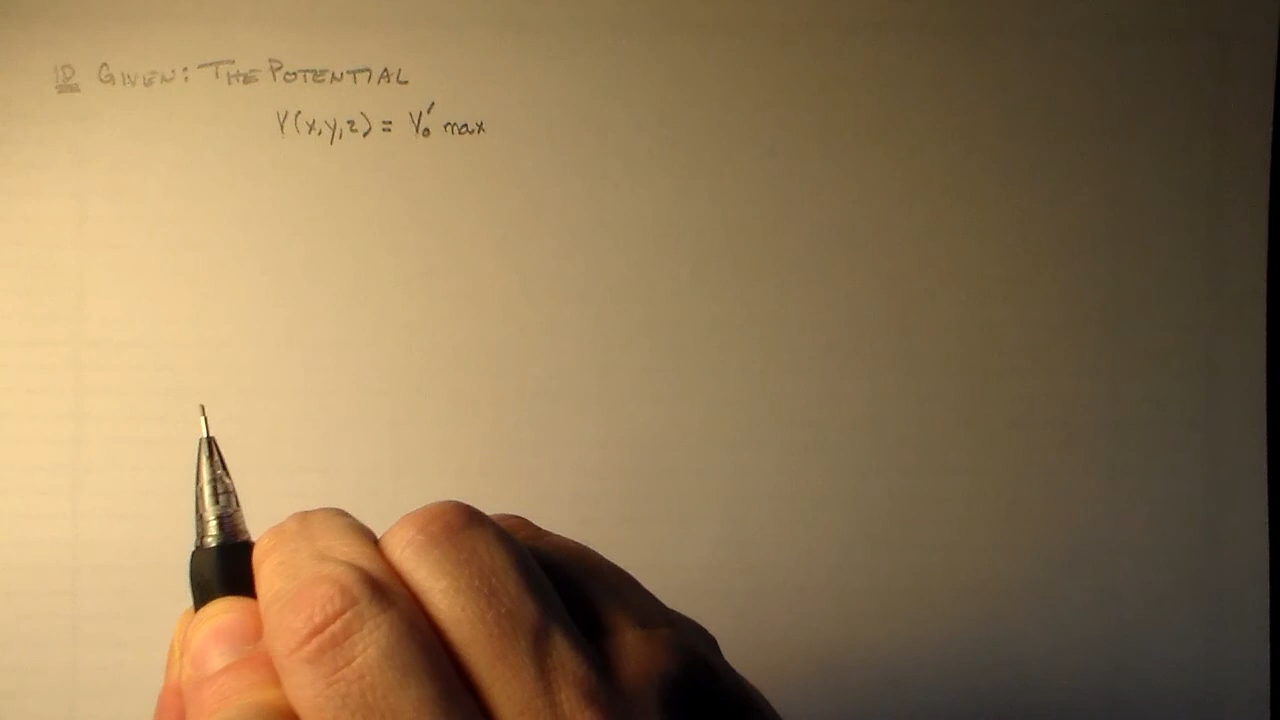 1D GIVEN: THE POTENTIAL
V(x,y,z) = V₀′ max